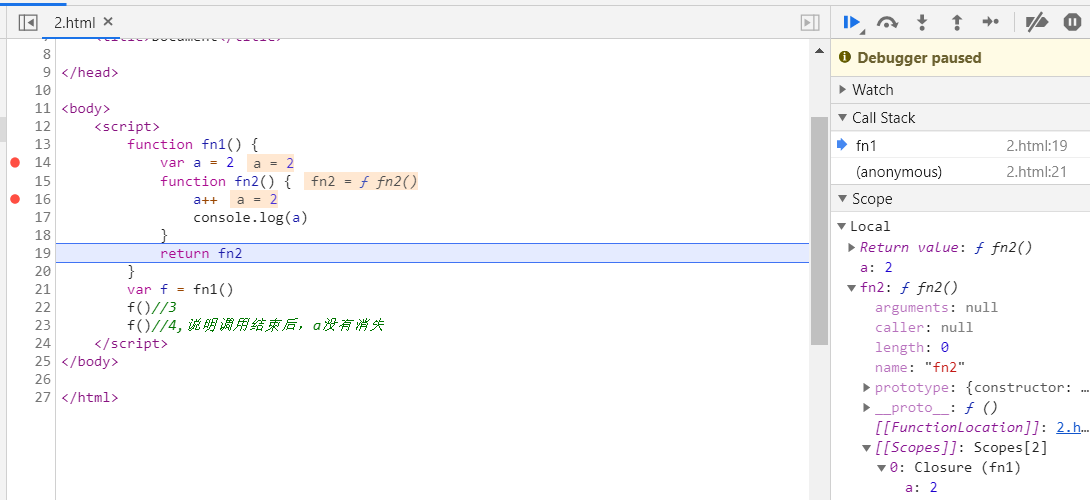 2.html ×
7 <title>Document</title>
8
9 </head>
10
11 <body>
12 <script>
13 function fn1() {
14 var a = 2 a = 2
15 function fn2() { fn2 = ƒ fn2()
16 a++ a = 2
17 console.log(a)
18 }
19 return fn2
20 }
21 var f = fn1()
22 f()//3
23 f()//4,说明调用结束后，a没有消失
24 </script>
25 </body>
26
27 </html>
Debugger paused
Watch
Call Stack
fn1 2.html:19
(anonymous) 2.html:21
Scope
Local
Return value: ƒ fn2()
a: 2
fn2: ƒ fn2()
arguments: null
caller: null
length: 0
name: "fn2"
prototype: {constructor: …
__proto__: ƒ ()
[[FunctionLocation]]: 2.h…
[[Scopes]]: Scopes[2]
0: Closure (fn1)
a: 2